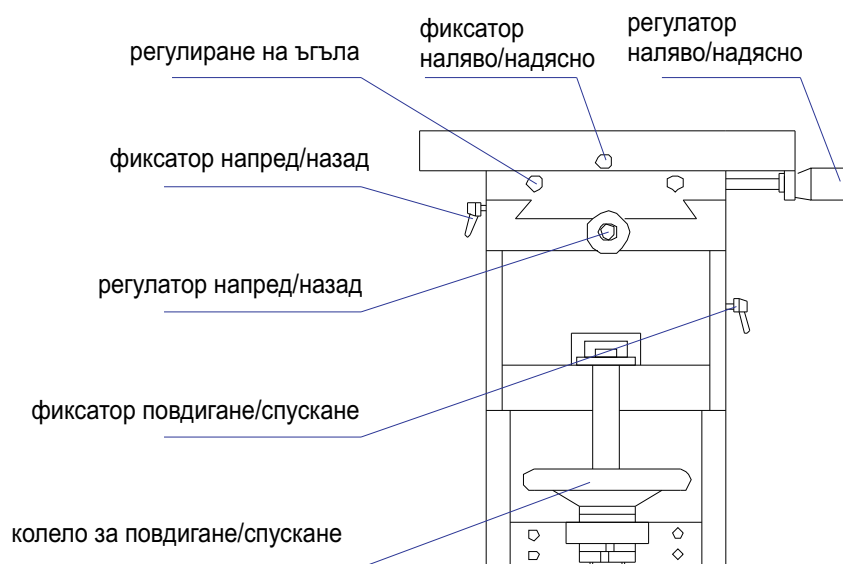 фиксатор
наляво/надясно
регулатор
наляво/надясно
регулиране на ъгъла
фиксатор напред/назад
регулатор напред/назад
фиксатор повдигане/спускане
колело за повдигане/спускане